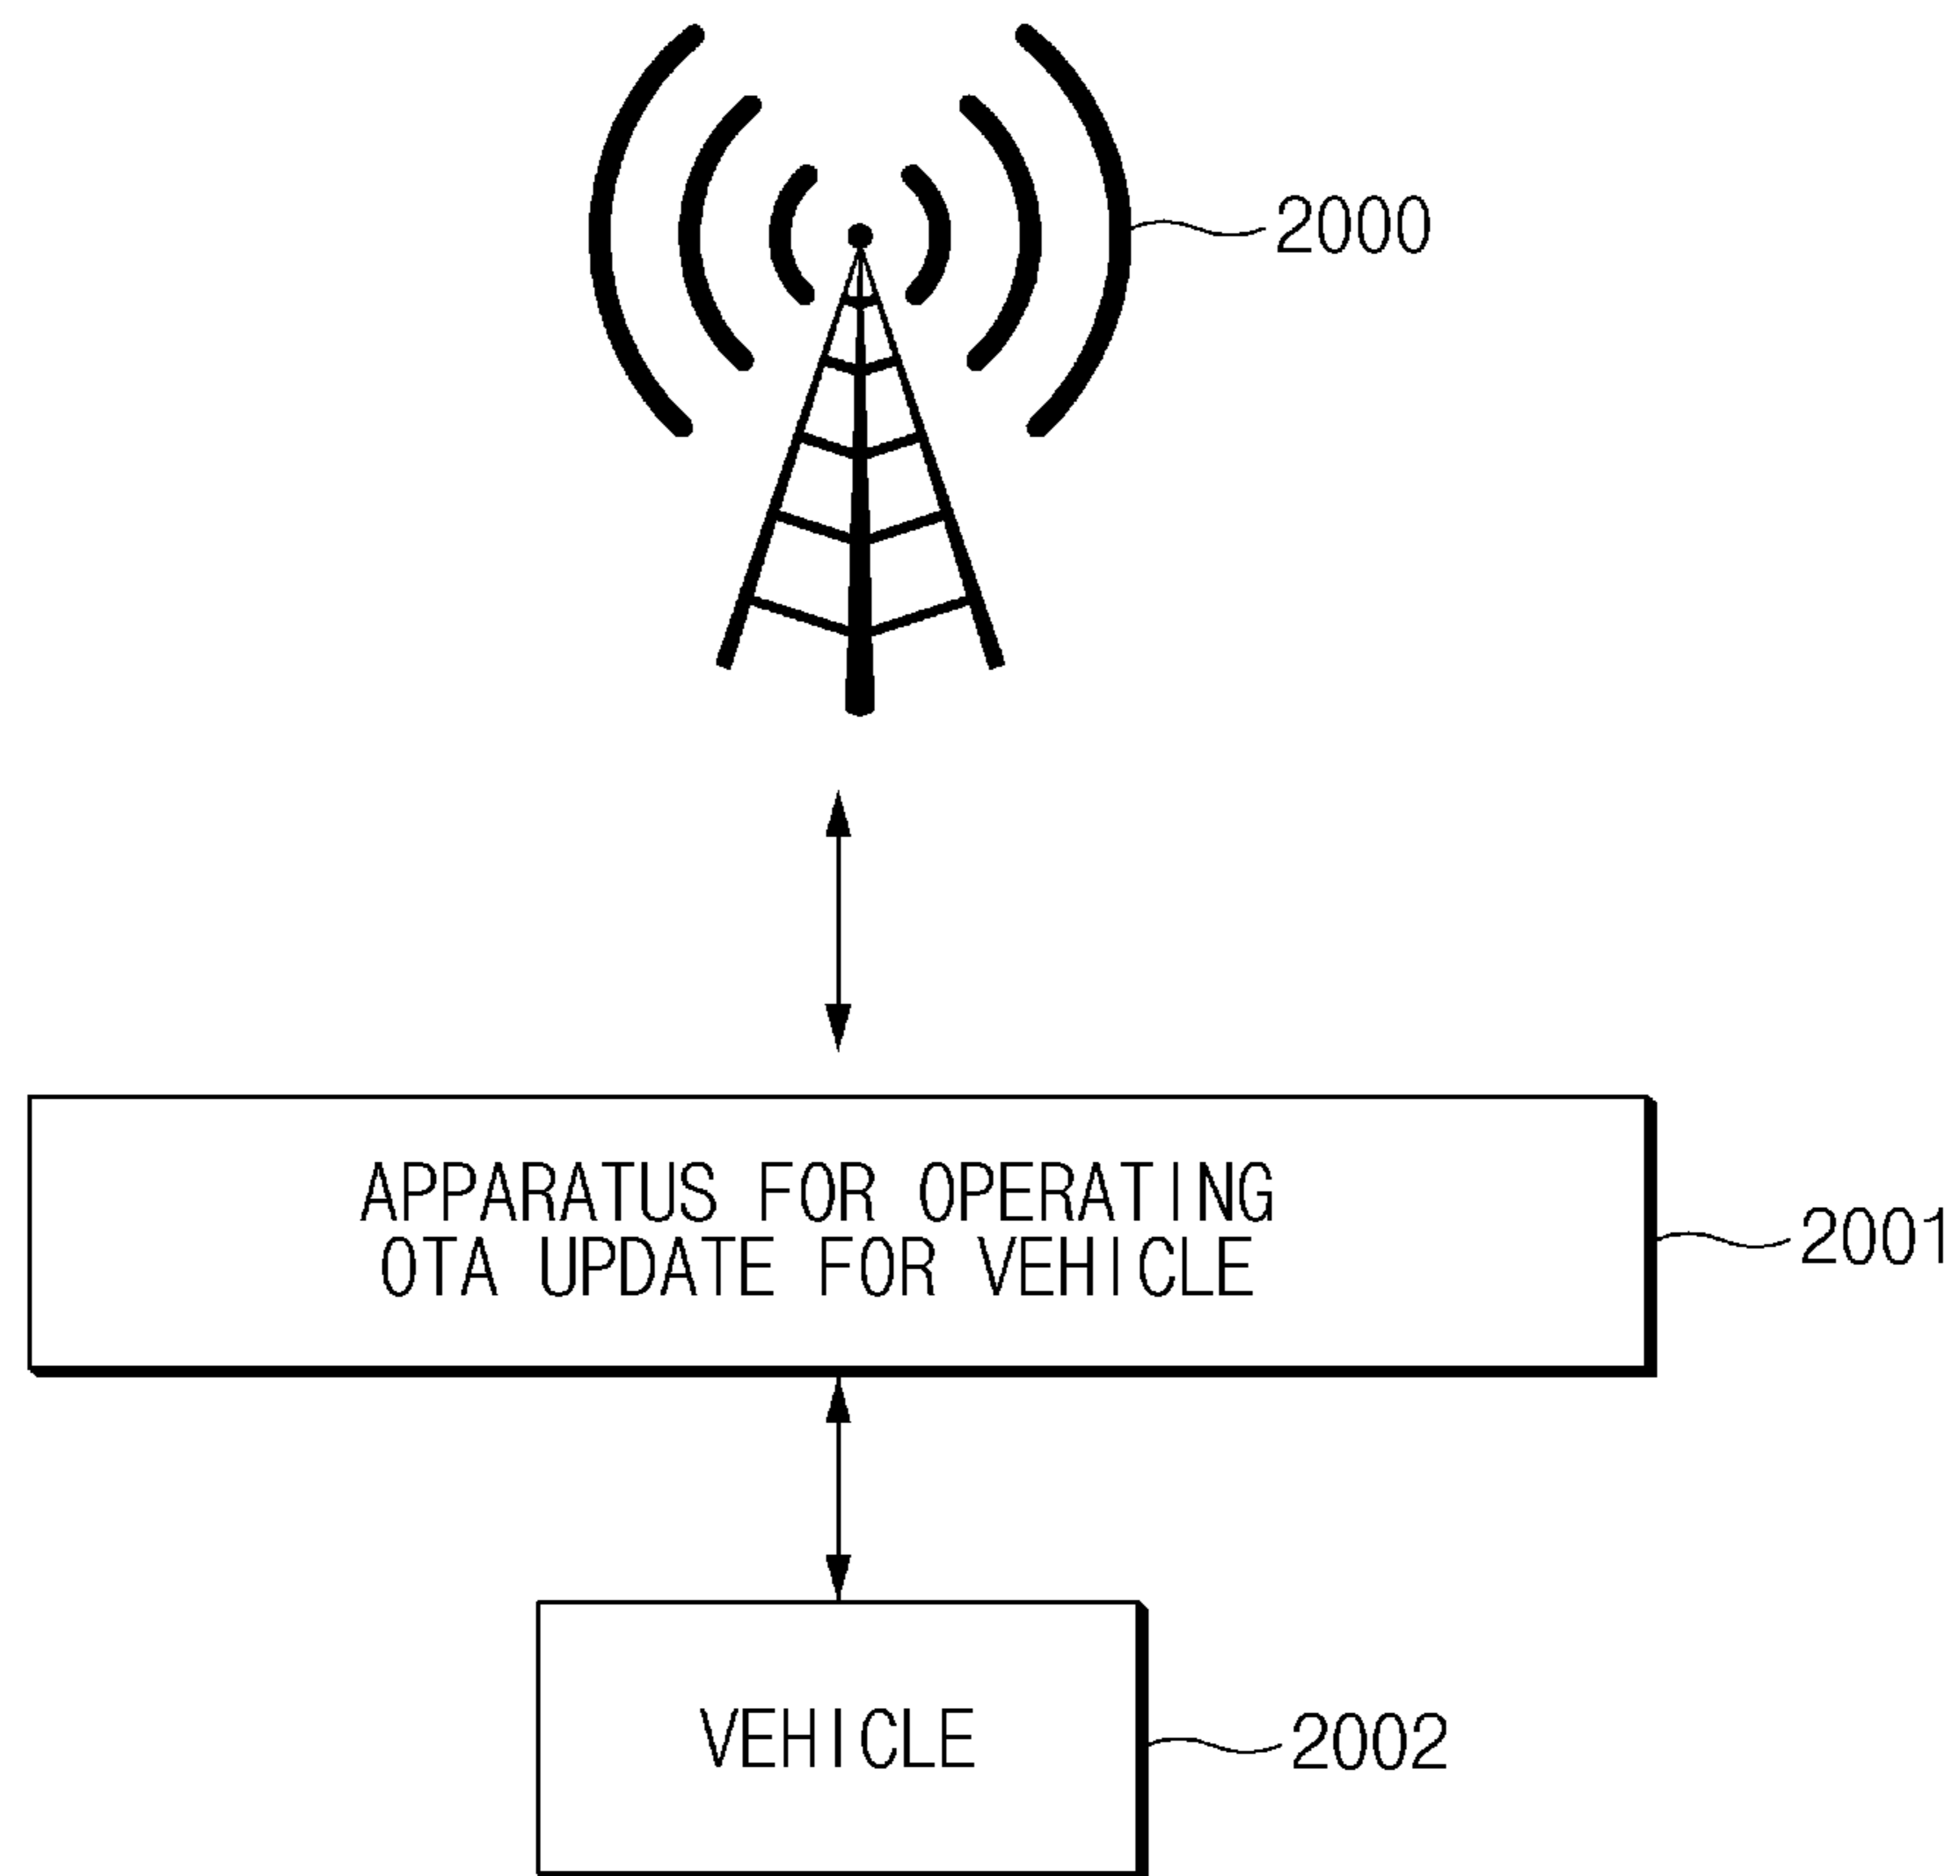 2000
APPARATUS FOR OPERATING
OTA UPDATE FOR VEHICLE
2001
VEHICLE
2002